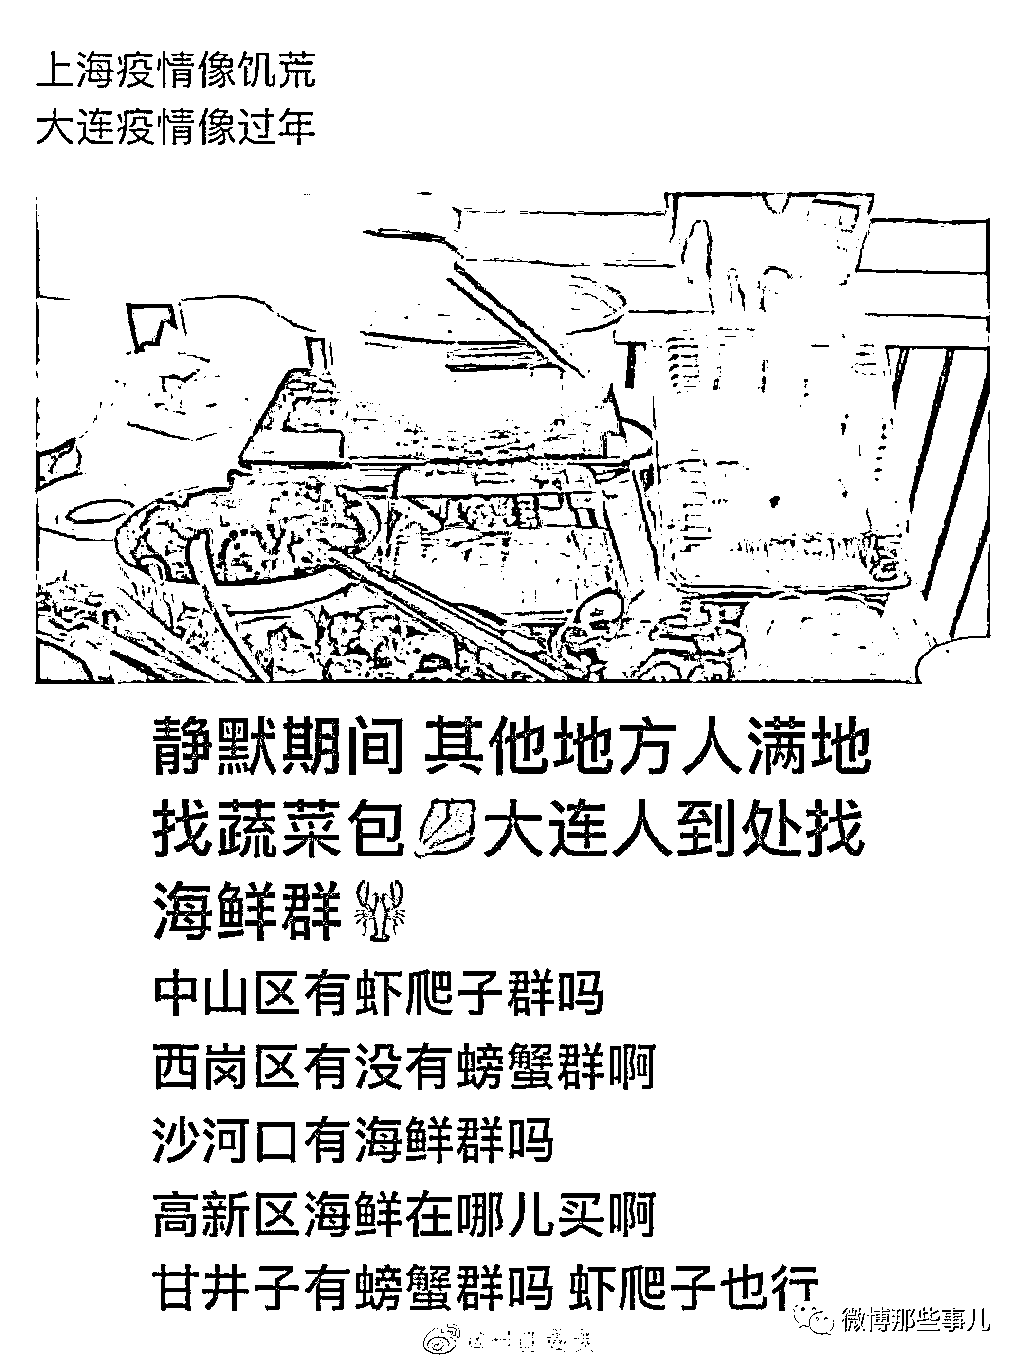 上海疫情像饥荒
大连疫情像过年
静默期间 其他地方人满地
找蔬菜包🥬大连人到处找
海鲜群🦞
中山区有虾爬子群吗
西岗区有没有螃蟹群啊
沙河口有海鲜群吗
高新区海鲜在哪儿买啊
甘井子有螃蟹群吗 虾爬子也行
微博那些事儿